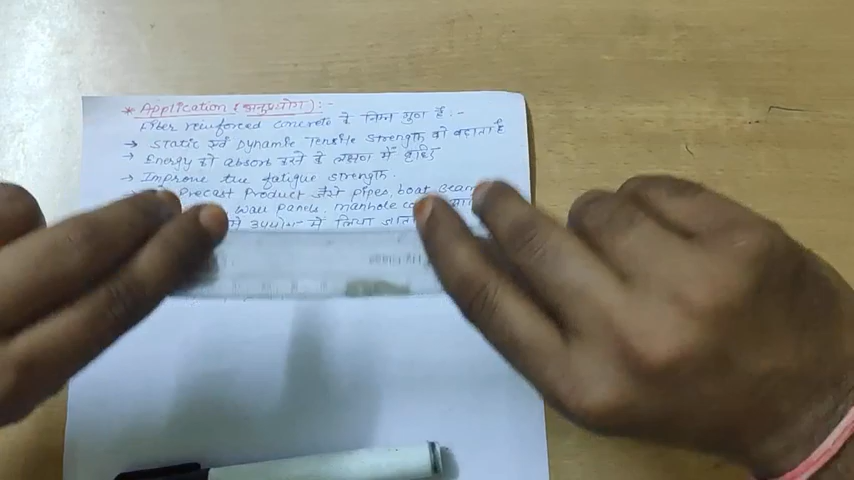 * Application (अनुप्रयोग) :-
Fiber reinforced concrete के निम्न गुण हैं :-
→ Static एवं Dynamic Tensile Strength को बढ़ाता है
→ Energy को absorb करने के लक्षण में वृद्धि
→ Improve the fatigue strength.
Precast Product जैसे pipes, boat Beam
wall panels, manhole
में उपयोग में लिया जाता